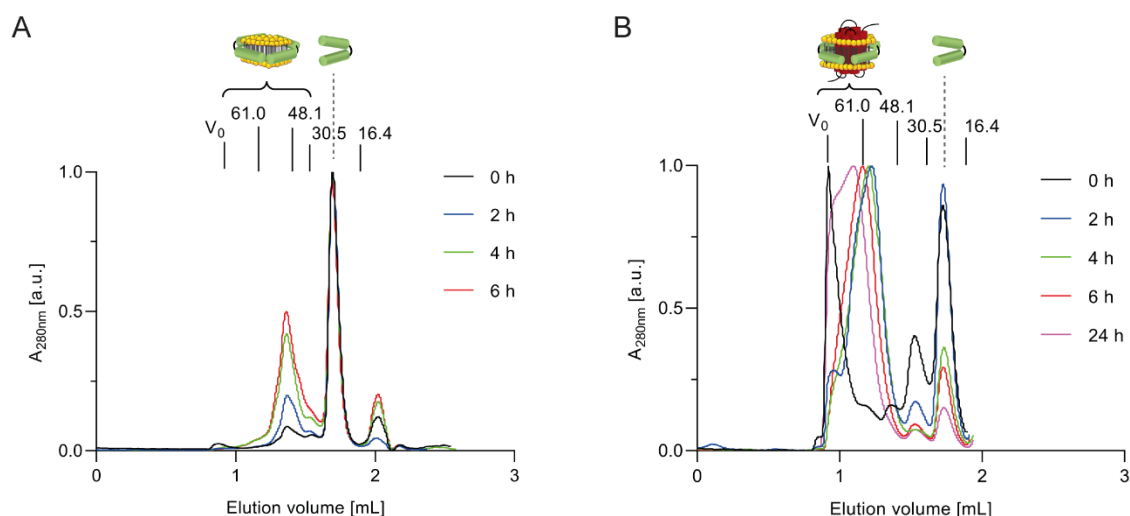 A
61.0
48.1
V0
30.5
16.4
1.0
0 h
2 h
4 h
0.5
6 h
A280nm [a.u.]
0.0
0
1
2
3
Elution volume [mL]
B
61.0
48.1
V0
30.5
16.4
1.0
0 h
2 h
4 h
0.5
6 h
24 h
A280nm [a.u.]
0.0
0
1
2
3
Elution volume [mL]